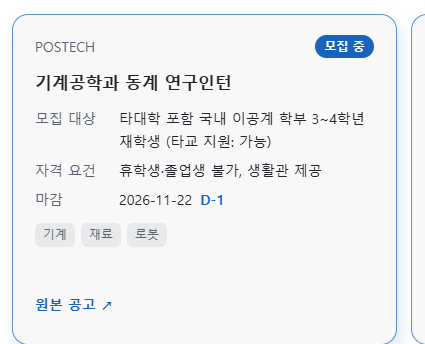 POSTECH
모집 중
기계공학과 동계 연구인턴
모집 대상
타대학 포함 국내 이공계 학부 3~4학년
재학생 (타교 지원: 가능)
자격 요건
휴학생·졸업생 불가, 생활관 제공
마감
2026-11-22 D-1
기계
재료
로봇
원본 공고 ↗